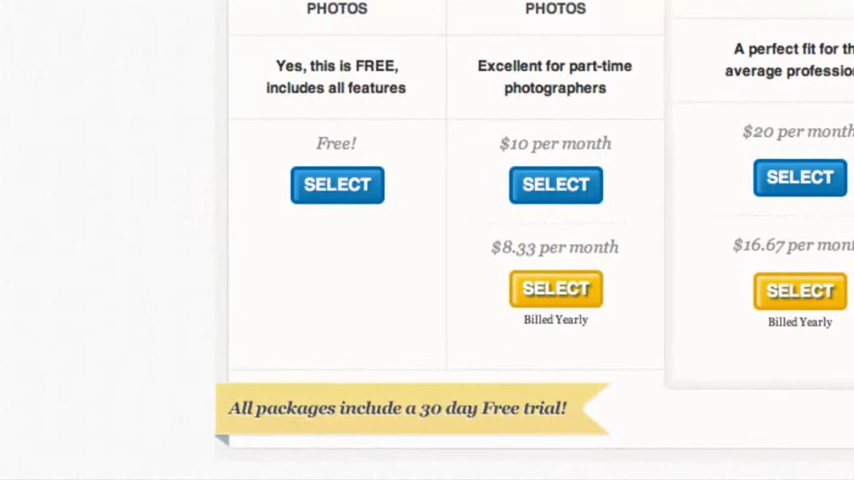 PHOTOS
Yes, this is FREE,
includes all features
Free!
SELECT
PHOTOS
Excellent for part-time
photographers
$10 per month
SELECT
$8.33 per month
SELECT
Billed Yearly
A perfect fit for th
average professio
$20 per month
SELECT
$16.67 per mont
SELECT
Billed Yearly
All packages include a 30 day Free trial!